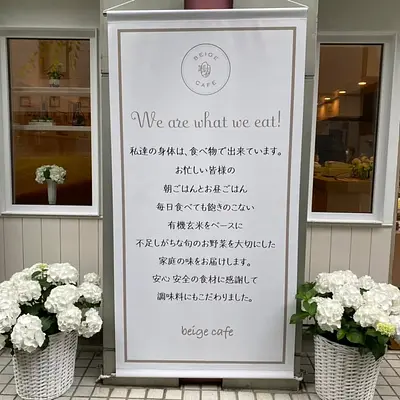 BEIGE
CAFE
We are what we eat!
私達の身体は、食べ物で出来ています。
お忙しい皆様の
朝ごはんとお昼ごはん
毎日食べても飽きのこない
有機玄米をベースに
不足しがちな旬のお野菜を大切にした
家庭の味をお届けします。
安心安全の食材に感謝して
調味料にもこだわりました。
beige cafe